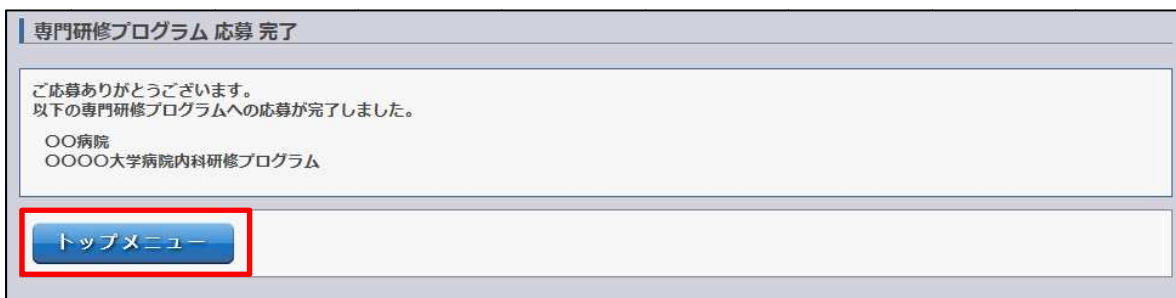 専門研修プログラム 応募 完了
ご応募ありがとうございます。
以下の専門研修プログラムへの応募が完了しました。
〇〇病院
〇〇〇〇大学病院内科研修プログラム
トップメニュー